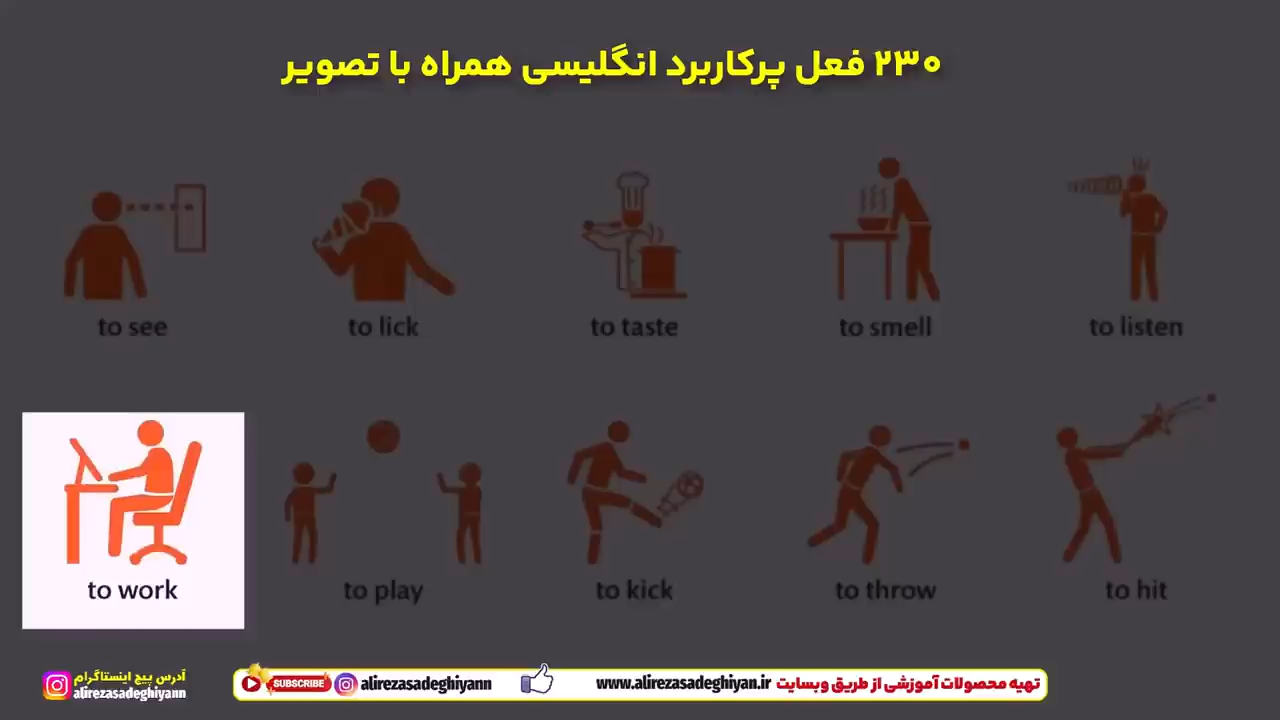 ۲۳۰ فعل پرکاربرد انگلیسی همراه با تصویر
to see
to lick
to taste
to smell
to listen
to work
to play
to kick
to throw
to hit
آدرس پیج اینستاگرام
alirezasadeghiyann
SUBSCRIBE
alirezasadeghiyann
www.alirezasadeghiyan.ir تهیه محصولات آموزشی از طریق وبسایت